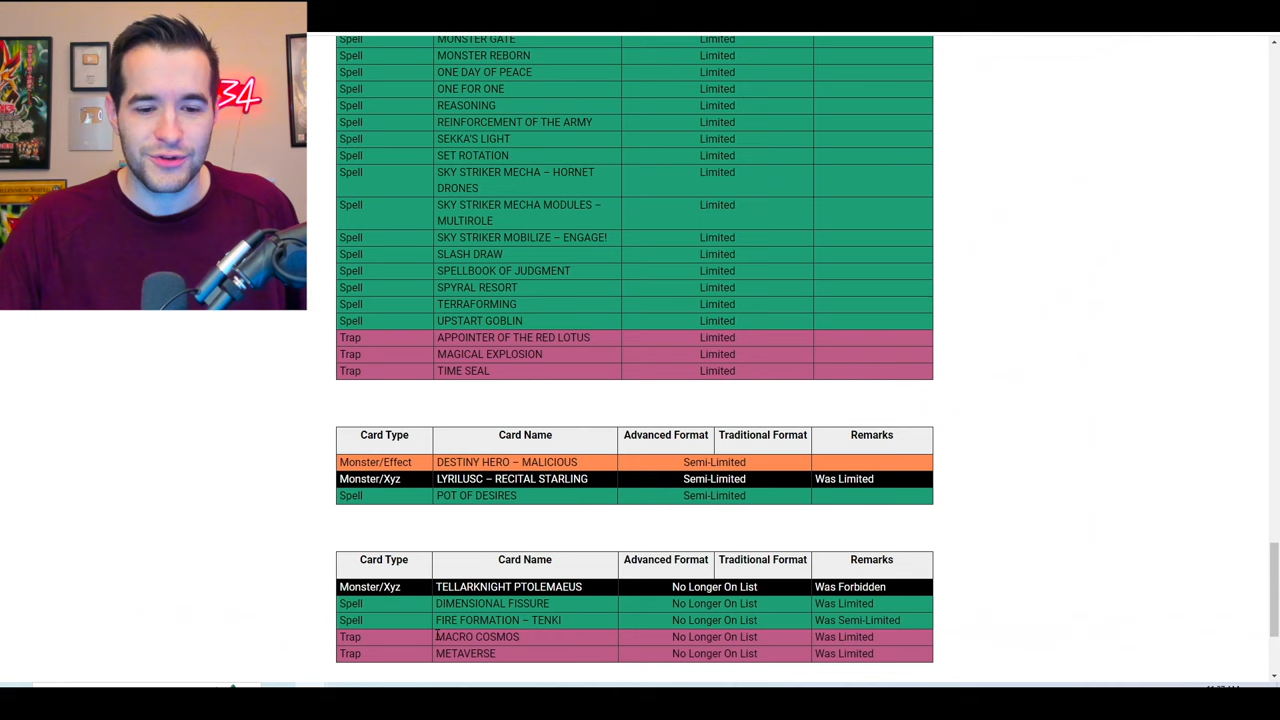 34
Spell MONSTER GATE Limited
Spell MONSTER REBORN Limited
Spell ONE DAY OF PEACE Limited
Spell ONE FOR ONE Limited
Spell REASONING Limited
Spell REINFORCEMENT OF THE ARMY Limited
Spell SEKKA'S LIGHT Limited
Spell SET ROTATION Limited
Spell SKY STRIKER MECHA – HORNET Limited
DRONES
Spell SKY STRIKER MECHA MODULES – Limited
MULTIROLE
Spell SKY STRIKER MOBILIZE – ENGAGE! Limited
Spell SLASH DRAW Limited
Spell SPELLBOOK OF JUDGMENT Limited
Spell SPYRAL RESORT Limited
Spell TERRAFORMING Limited
Spell UPSTART GOBLIN Limited
Trap APPOINTER OF THE RED LOTUS Limited
Trap MAGICAL EXPLOSION Limited
Trap TIME SEAL Limited
Card Type Card Name Advanced Format Traditional Format Remarks
Monster/Effect DESTINY HERO – MALICIOUS Semi-Limited
Monster/Xyz LYRILUSC – RECITAL STARLING Semi-Limited Was Limited
Spell POT OF DESIRES Semi-Limited
Card Type Card Name Advanced Format Traditional Format Remarks
Monster/Xyz TELLARKNIGHT PTOLEMAEUS No Longer On List Was Forbidden
Spell DIMENSIONAL FISSURE No Longer On List Was Limited
Spell FIRE FORMATION – TENKI No Longer On List Was Semi-Limited
Trap MACRO COSMOS No Longer On List Was Limited
Trap METAVERSE No Longer On List Was Limited